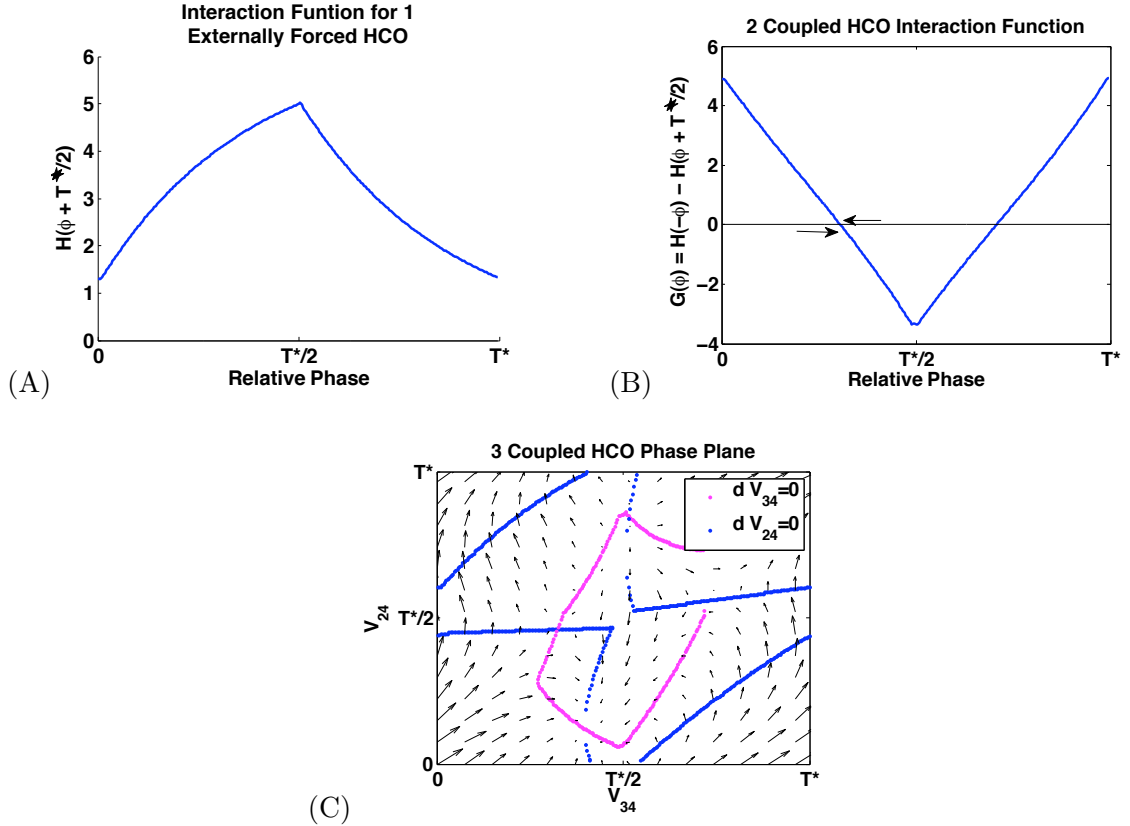 Interaction Funtion for 1
Externally Forced HCO
6
5
4
3
2
1
0
H(ϕ + T*/2)
0
T*/2
T*
Relative Phase
(A)
2 Coupled HCO Interaction Function
6
4
2
0
−2
−4
G(ϕ) = H(-ϕ) − H(ϕ + T*/2)
0
T*/2
T*
Relative Phase
(B)
3 Coupled HCO Phase Plane
T*
T*/2
0
V24
d V34=0
d V24=0
0
T*/2
T*
V34
(C)